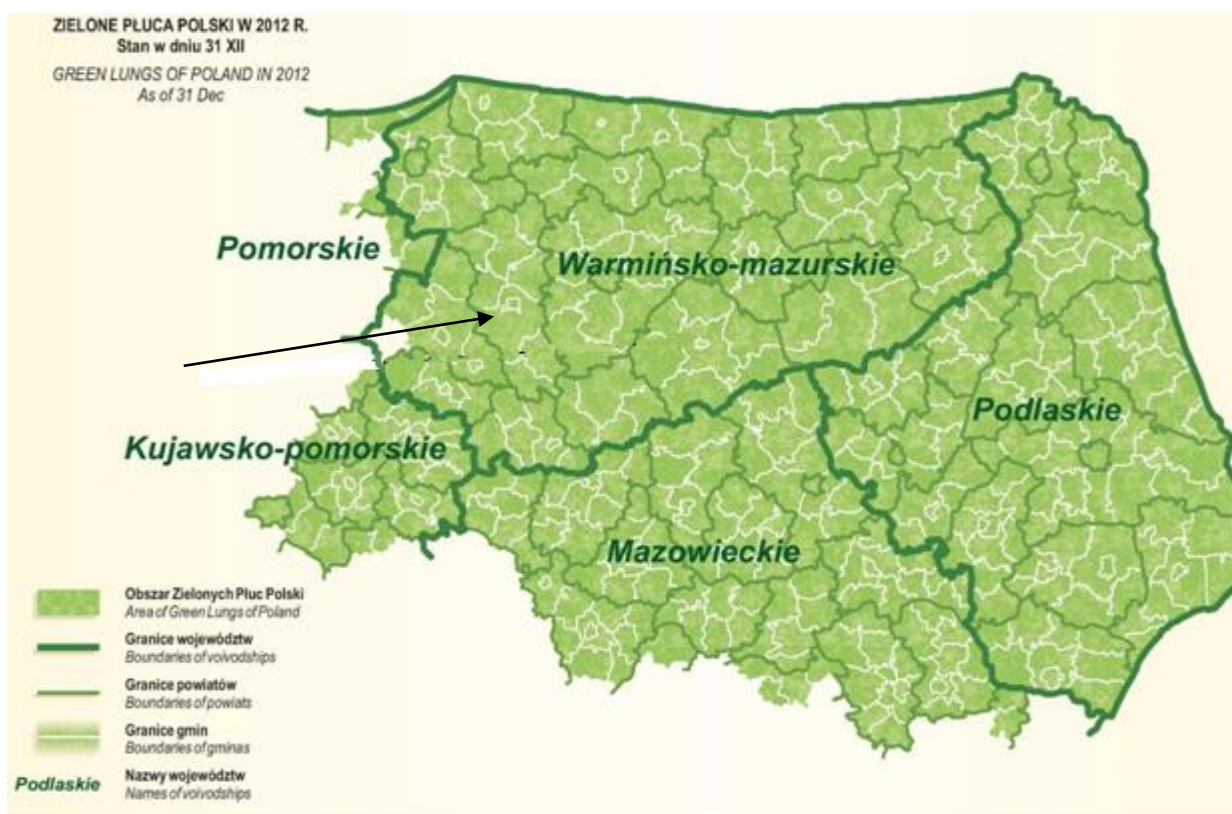 ZIELONE PŁUCA POLSKI W 2012 R.
Stan w dniu 31 XII
GREEN LUNGS OF POLAND IN 2012
As of 31 Dec
Pomorskie
Warmińsko-mazurskie
Podlaskie
Kujawsko-pomorskie
Mazowieckie
Obszar Zielonych Płuc Polski
Area of Green Lungs of Poland
Granice województw
Boundaries of voivodships
Granice powiatów
Boundaries of powiats
Granice gmin
Boundaries of gminas
Podlaskie
Nazwy województw
Names of voivodships